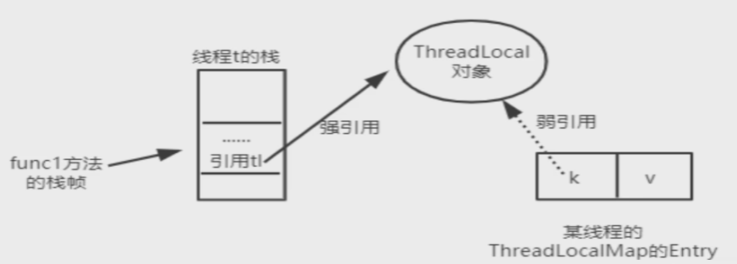 线程t的栈
ThreadLocal
对象
强引用
弱引用
......
引用tl
func1方法
的栈帧
k
v
某线程的
ThreadLocalMap的Entry